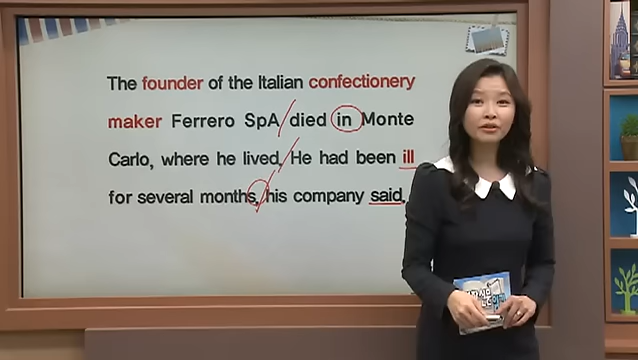 The founder of the Italian confectionery
maker Ferrero SpA died in Monte
Carlo, where he lived. He had been ill
for several months, his company said.